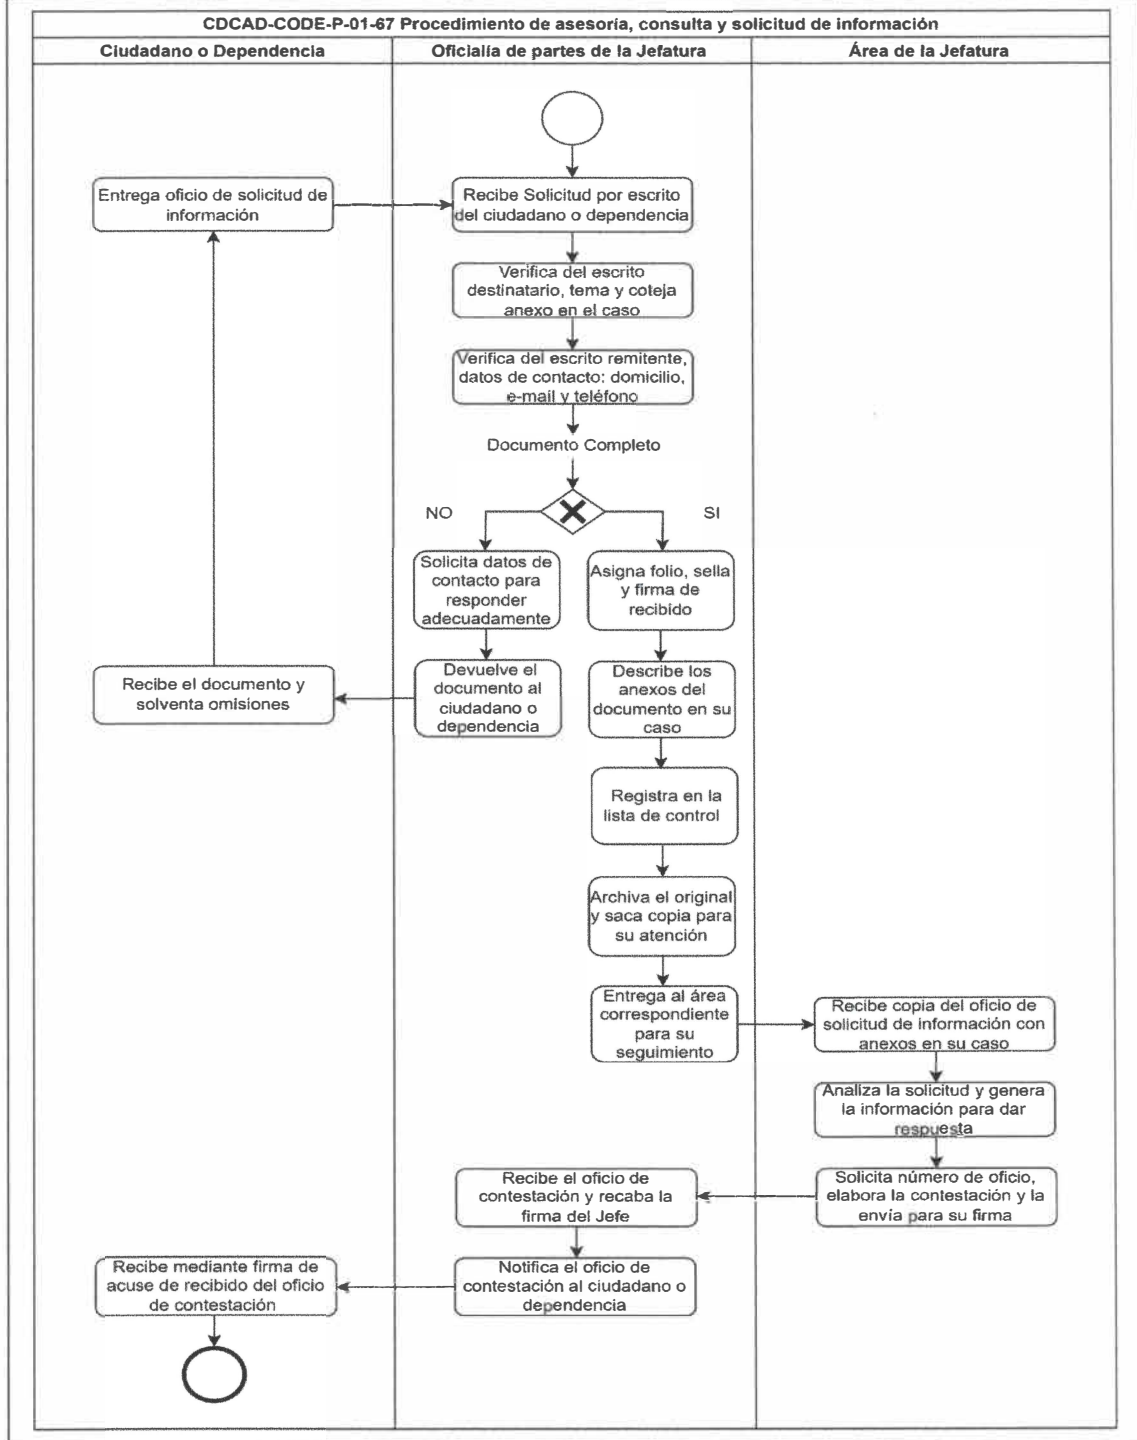 CDCAD-CODE-P-01-67 Procedimiento de asesoría, consulta y solicitud de información
Ciudadano o Dependencia
Oficialía de partes de la Jefatura
Área de la Jefatura
Entrega oficio de solicitud de
información
Recibe Solicitud por escrito
del ciudadano o dependencia
Verifica del escrito
destinatario, tema y coteja
anexo en el caso
Verifica del escrito remitente,
datos de contacto: domicilio,
e-mail y teléfono
Documento Completo
NO
SI
Solicita datos de
contacto para
responder
adecuadamente
Asigna folio, sella
y firma de
recibido
Devuelve el
documento al
ciudadano o
dependencia
Recibe el documento y
solventa omisiones
Describe los
anexos del
documento en su
caso
Registra en la
lista de control
Archiva el original
y saca copia para
su atención
Entrega al área
correspondiente
para su
seguimiento
Recibe copia del oficio de
solicitud de información con
anexos en su caso
Analiza la solicitud y genera
la información para dar
respuesta
Solicita número de oficio,
elabora la contestación y la
envía para su firma
Recibe el oficio de
contestación y recaba la
firma del Jefe
Notifica el oficio de
contestación al ciudadano o
dependencia
Recibe mediante firma de
acuse de recibido del oficio
de contestación